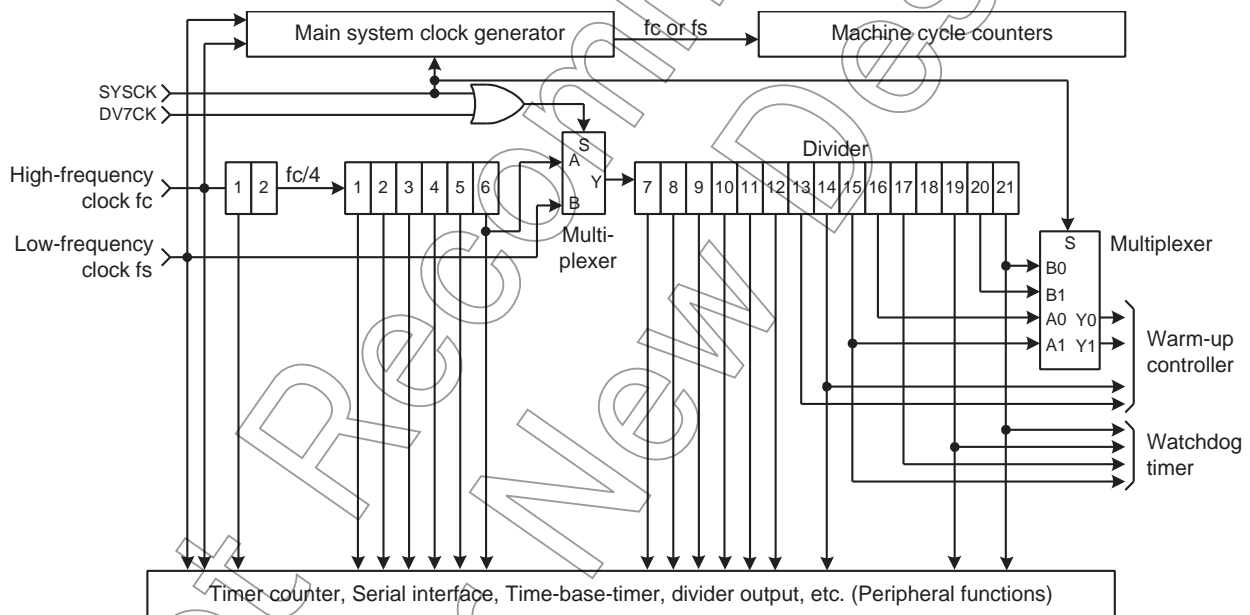 Main system clock generator
fc or fs
Machine cycle counters
SYSCK
DV7CK
High-frequency
clock fc
1 2
fc/4
1 2 3 4 5 6
S
A
Y
B
Multi-
plexer
Divider
7 8 9 10 11 12 13 14 15 16 17 18 19 20 21
Low-frequency
clock fs
S
Multiplexer
B0
B1
A0 Y0
A1 Y1
Warm-up
controller
Watchdog
timer
Timer counter, Serial interface, Time-base-timer, divider output, etc. (Peripheral functions)